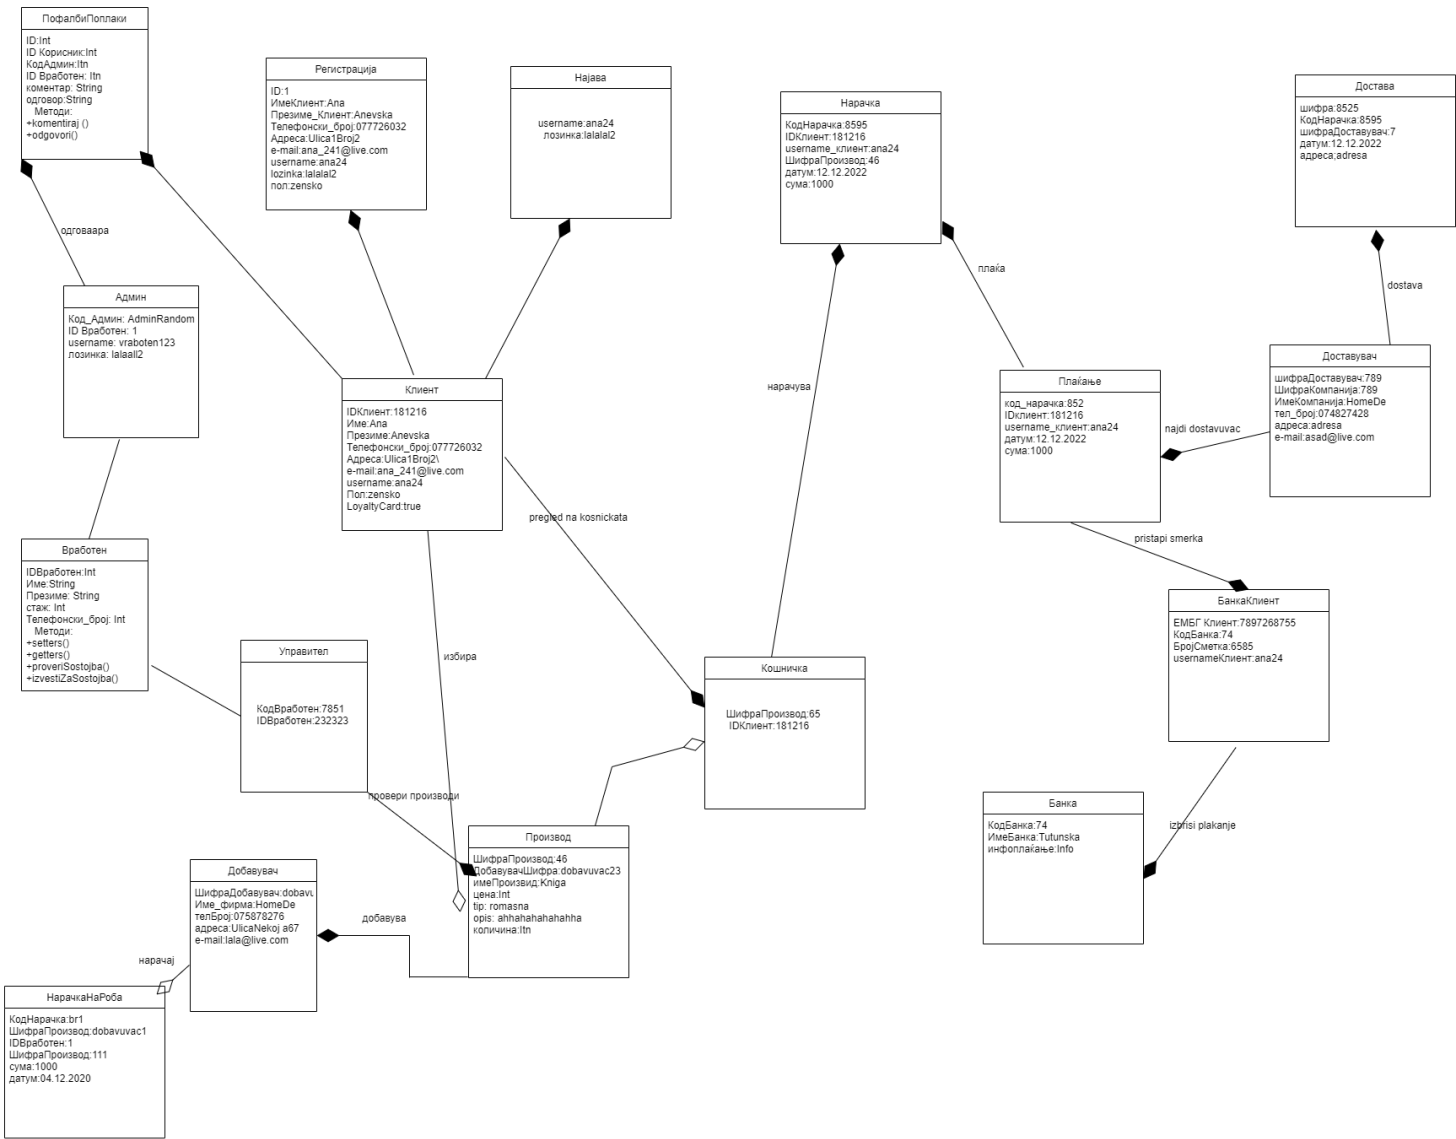 ПофалбиПоплаки
ID:Int
ID Корисник:Int
КодАдмин:Itn
ID Вработен: Itn
коментар: String
одговор:String
Методи:
+komentiraj ()
+odgovori()
Регистрација
ID:1
ИмеКлиент:Ana
Презиме_Клиент:Anevska
Телефонски_број:077726032
Адреса:Ulica1Broj2
e-mail:ana_241@live.com
username:ana24
lozinka:lalalal2
пол:zensko
Најава
username:ana24
лозинка:lalalal2
Нарачка
КодНарачка:8595
IDКлиент:181216
username_клиент:ana24
ШифраПроизвод:46
датум:12.12.2022
сума:1000
Достава
шифра:8525
КодНарачка:8595
шифраДоставувач:7
датум:12.12.2022
адреса;adresa
одговаара
плаќа
dostava
Админ
Код_Админ: AdminRandom
ID Вработен: 1
username: vraboten123
лозинка: lalaall2
Клиент
IDКлиент:181216
Име:Ana
Презиме:Anevska
Телефонски_број:077726032
Адреса:Ulica1Broj2\
e-mail:ana_241@live.com
username:ana24
Пол:zensko
LoyaltyCard:true
нарачува
Плаќање
код_нарачка:852
IDклиент:181216
username_клиент:ana24
датум:12.12.2022
сума:1000
najdi dostavuvac
Доставувач
шифраДоставувач:789
ШифраКомпанија:789
ИмеКомпанија:HomeDe
тел_број:074827428
адреса:adresa
e-mail:asad@live.com
pregled na kosnickata
pristapi smerka
Вработен
IDВработен:Int
Име:String
Презиме: String
стаж: Int
Телефонски_број: Int
Методи:
+setters()
+getters()
+proveriSostojba()
+izvestiZaSostojba()
Управител
КодВработен:7851
IDВработен:232323
избира
Кошничка
ШифраПроизвод:65
IDКлиент:181216
БанкаКлиент
ЕМБГ Клиент:7897268755
КодБанка:74
БројСметка:6585
usernameКлиент:ana24
провери производи
Банка
КодБанка:74
ИмеБанка:Tutunska
инфоплаќање:Info
izbrisi plakanje
Производ
ШифраПроизвод:46
ДобавувачШифра:dobavuvac23
имеПроизвид:Kniga
цена:Int
tip: romasna
opis: ahhahahahahahha
количина:Itn
Добавувач
ШифраДобавувач:dobavu
Име_фирма:HomeDe
телБрој:075878276
адреса:UlicaNekoj a67
e-mail:lala@live.com
добавува
нарачај
НарачкаНаРоба
КодНарачка:br1
ШифраПроизвод:dobavuvac1
IDВработен:1
ШифраПроизвод:111
сума:1000
датум:04.12.2020